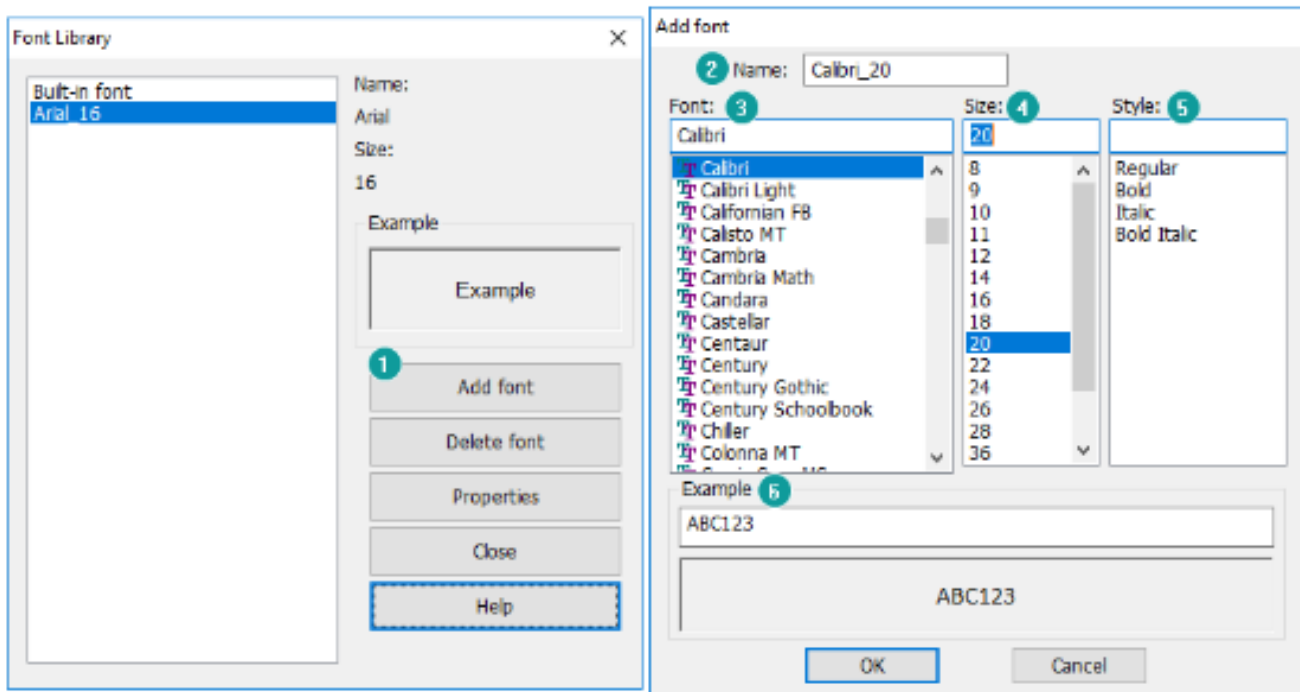 Font Library
Built-in font
Arial_16
Name:
Arial
Size:
16
Example
Example
1
Add font
Delete font
Properties
Close
Help
Add font
2 Name: Calibri_20
Font: 3
Calibri
Calibri
Calibri Light
Californian FB
Calisto MT
Cambria
Cambria Math
Candara
Castellar
Centaur
Century
Century Gothic
Century Schoolbook
Chiller
Colonna MT
Size: 4
20
8
9
10
11
12
14
16
18
20
22
24
26
28
36
Style: 5
Regular
Bold
Italic
Bold Italic
Example 6
ABC123
ABC123
OK Cancel